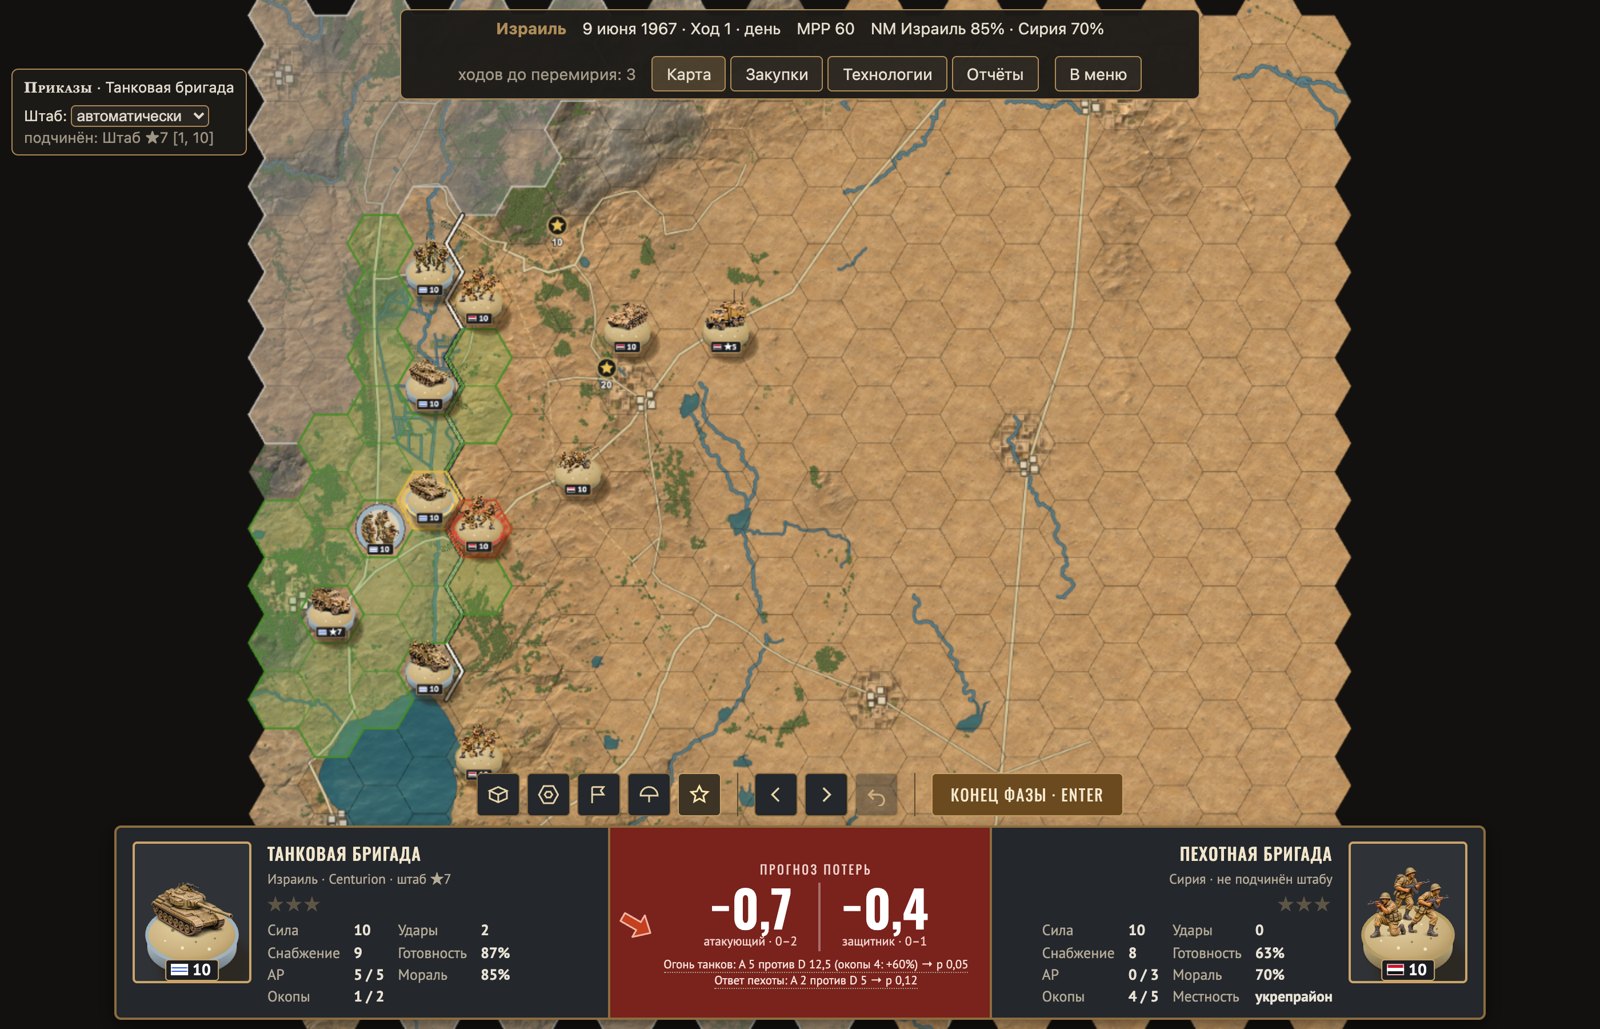 Израиль 9 июня 1967 · Ход 1 · день MPP 60 NM Израиль 85% · Сирия 70%
ходов до перемирия: 3 Карта Закупки Технологии Отчёты В меню
Приказы · Танковая бригада
Штаб: автоматически
подчинён: Штаб ★7 [1, 10]
10
10
10
10
★5
20
10
10
10
10
10
★7
10
КОНЕЦ ФАЗЫ · ENTER
ТАНКОВАЯ БРИГАДА
Израиль · Centurion · штаб ★7
★★★
Сила 10 Удары 2
Снабжение 9 Готовность 87%
AP 5 / 5 Мораль 85%
Окопы 1 / 2
10
ПРОГНОЗ ПОТЕРЬ
−0,7 −0,4
атакующий · 0–2 защитник · 0–1
Огонь танков: A 5 против D 12,5 (окопы 4: +60%) → p 0,05
Ответ пехоты: A 2 против D 5 → p 0,12
ПЕХОТНАЯ БРИГАДА
Сирия · не подчинён штабу
★★★
Сила 10 Удары 0
Снабжение 8 Готовность 63%
AP 0 / 3 Мораль 70%
Окопы 4 / 5 Местность укрепрайон
10